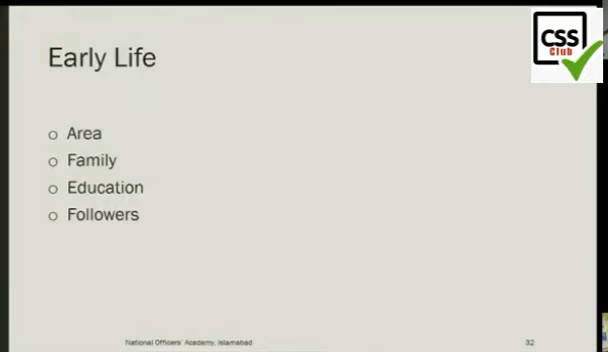 CSS
Club
Early Life
o Area
o Family
o Education
o Followers
National Officers' Academy, Islamabad
32